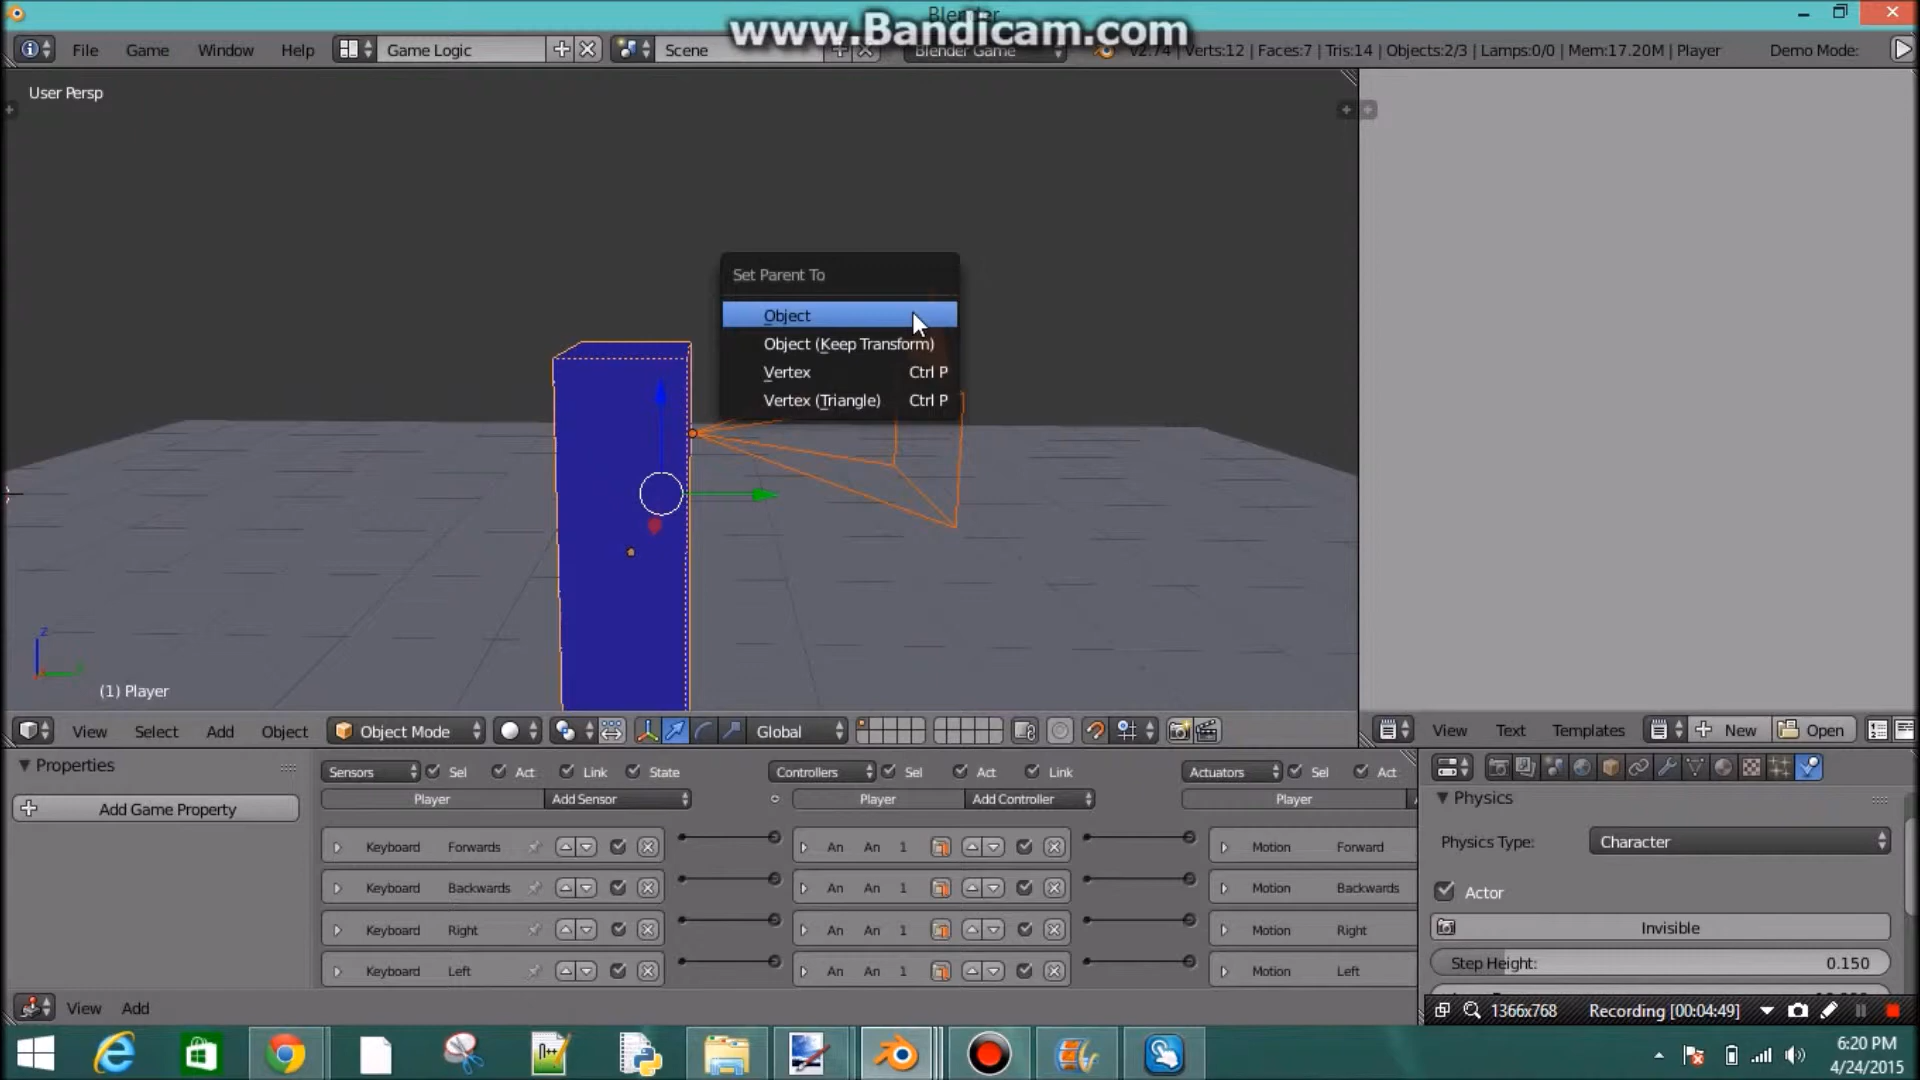 Blender
www.Bandicam.com
File Game Window Help Game Logic Scene Blender Game v2.74 | Verts:12 | Faces:7 | Tris:14 | Objects:2/3 | Lamps:0/0 | Mem:17.20M | Player Demo Mode:
User Persp
Set Parent To
Object
Object (Keep Transform)
Vertex Ctrl P
Vertex (Triangle) Ctrl P
z
(1) Player
View Select Add Object Object Mode Global View Text Templates New Open
Properties
Add Game Property
Sensors Sel Act Link State Controllers Sel Act Link Actuators Sel Act
Player Add Sensor Player Add Controller Player
Keyboard Forwards An An 1 Motion Forward
Keyboard Backwards An An 1 Motion Backwards
Keyboard Right An An 1 Motion Right
Keyboard Left An An 1 Motion Left
Physics
Physics Type: Character
Actor
Invisible
Step Height: 0.150
View Add
1366x768 Recording [00:04:49]
N++
6:20 PM
4/24/2015